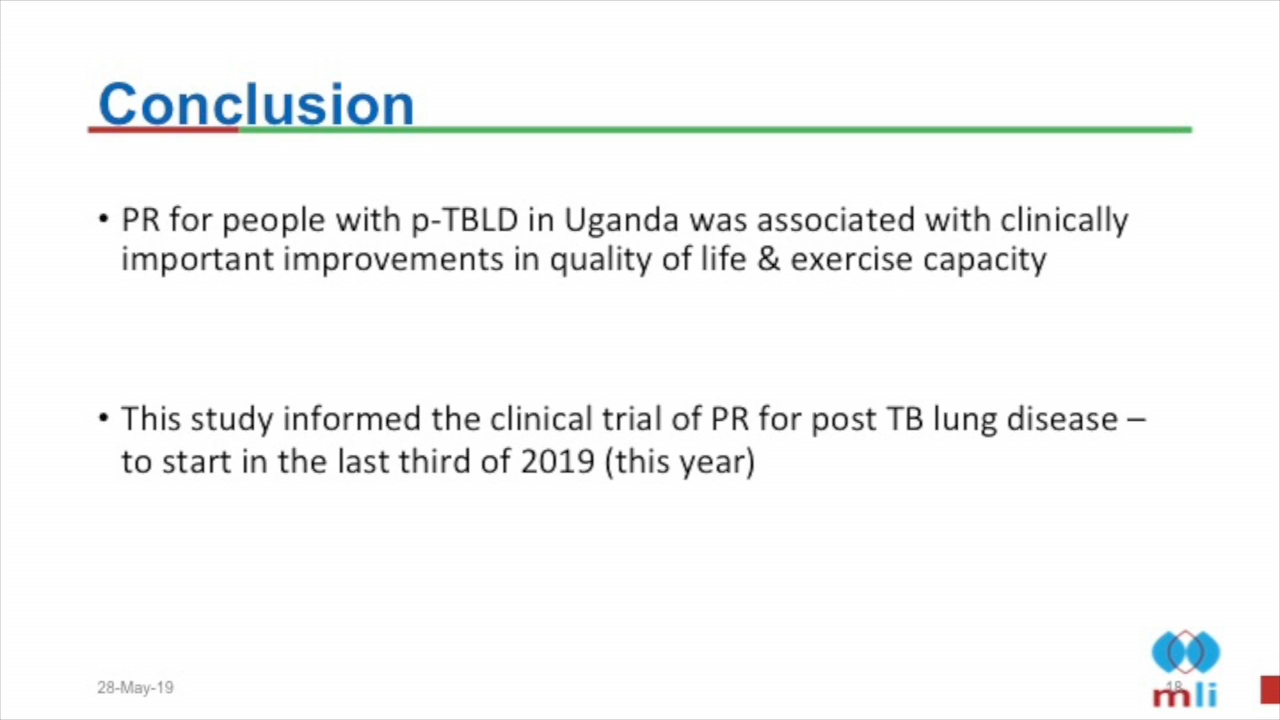 Conclusion
• PR for people with p-TBLD in Uganda was associated with clinically
important improvements in quality of life & exercise capacity
• This study informed the clinical trial of PR for post TB lung disease –
to start in the last third of 2019 (this year)
28-May-19
18
mli